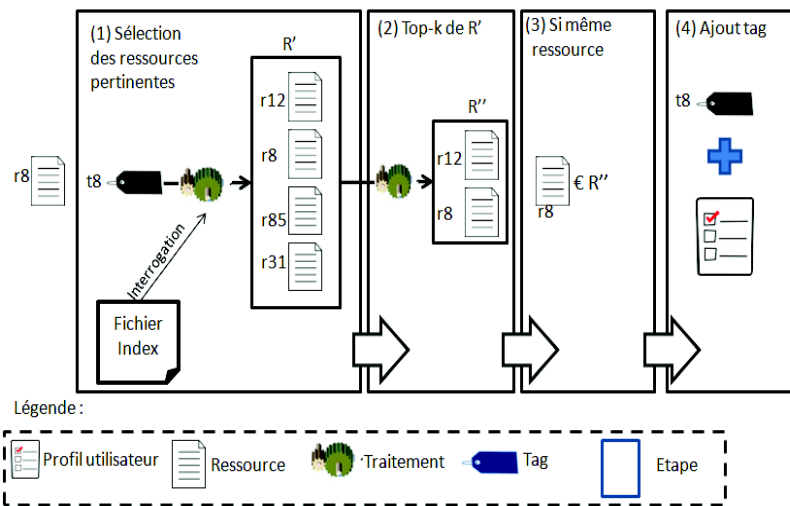 (1) Sélection
des ressources
pertinentes
R'
r12
r8
r85
r31
r8
t8
Interrogation
Fichier
Index
(2) Top-k de R'
R''
r12
r8
(3) Si même
ressource
€ R''
r8
(4) Ajout tag
t8
Légende :
Profil utilisateur
Ressource
Traitement
Tag
Etape